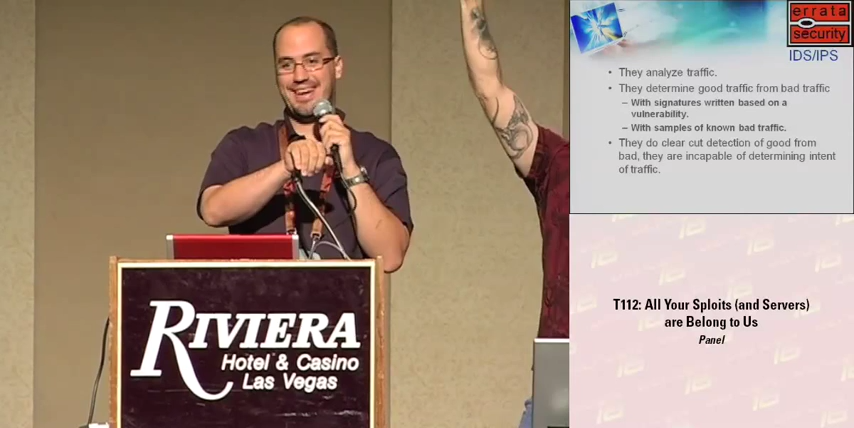 errata
security
IDS/IPS
• They analyze traffic.
• They determine good traffic from bad traffic
– With signatures written based on a
vulnerability.
– With samples of known bad traffic.
• They do clear cut detection of good from
bad, they are incapable of determining intent
of traffic.
RIVIERA
Hotel & Casino
Las Vegas
T112: All Your Sploits (and Servers)
are Belong to Us
Panel